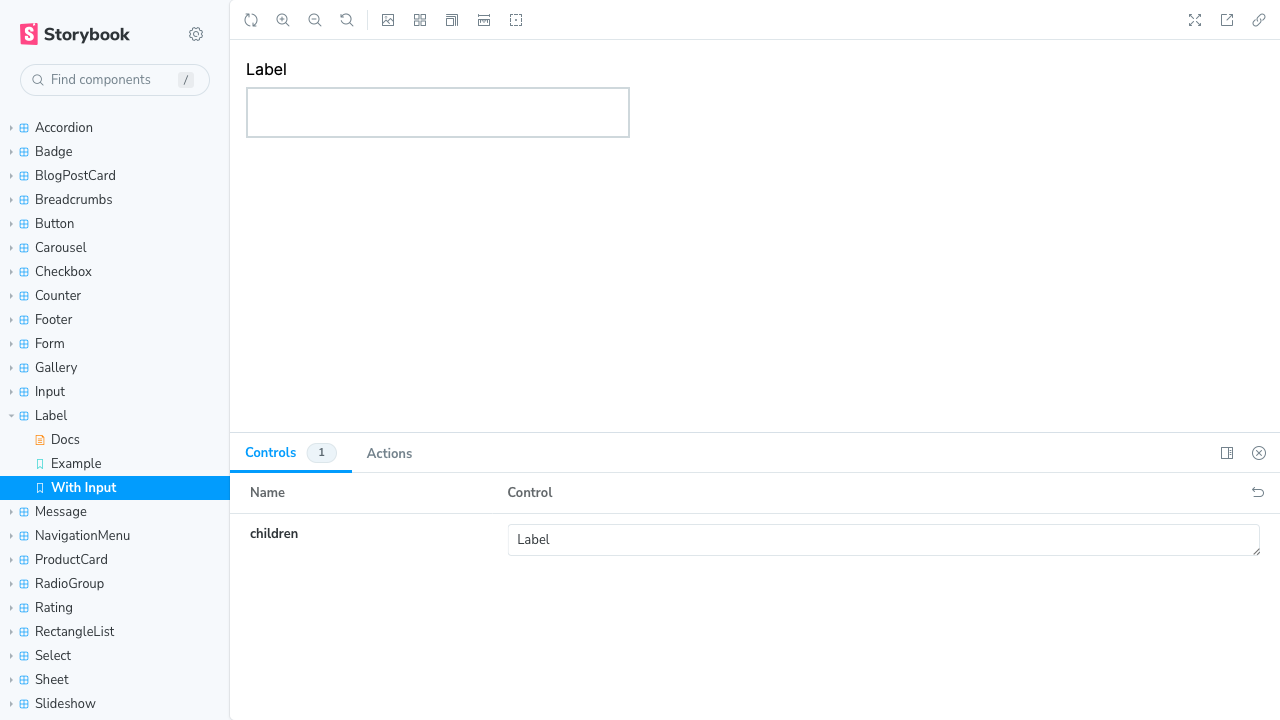 Storybook
Find components /
Accordion
Badge
BlogPostCard
Breadcrumbs
Button
Carousel
Checkbox
Counter
Footer
Form
Gallery
Input
Label
Docs
Example
With Input
Message
NavigationMenu
ProductCard
RadioGroup
Rating
RectangleList
Select
Sheet
Slideshow
Label
Controls 1 Actions
Name Control
children Label